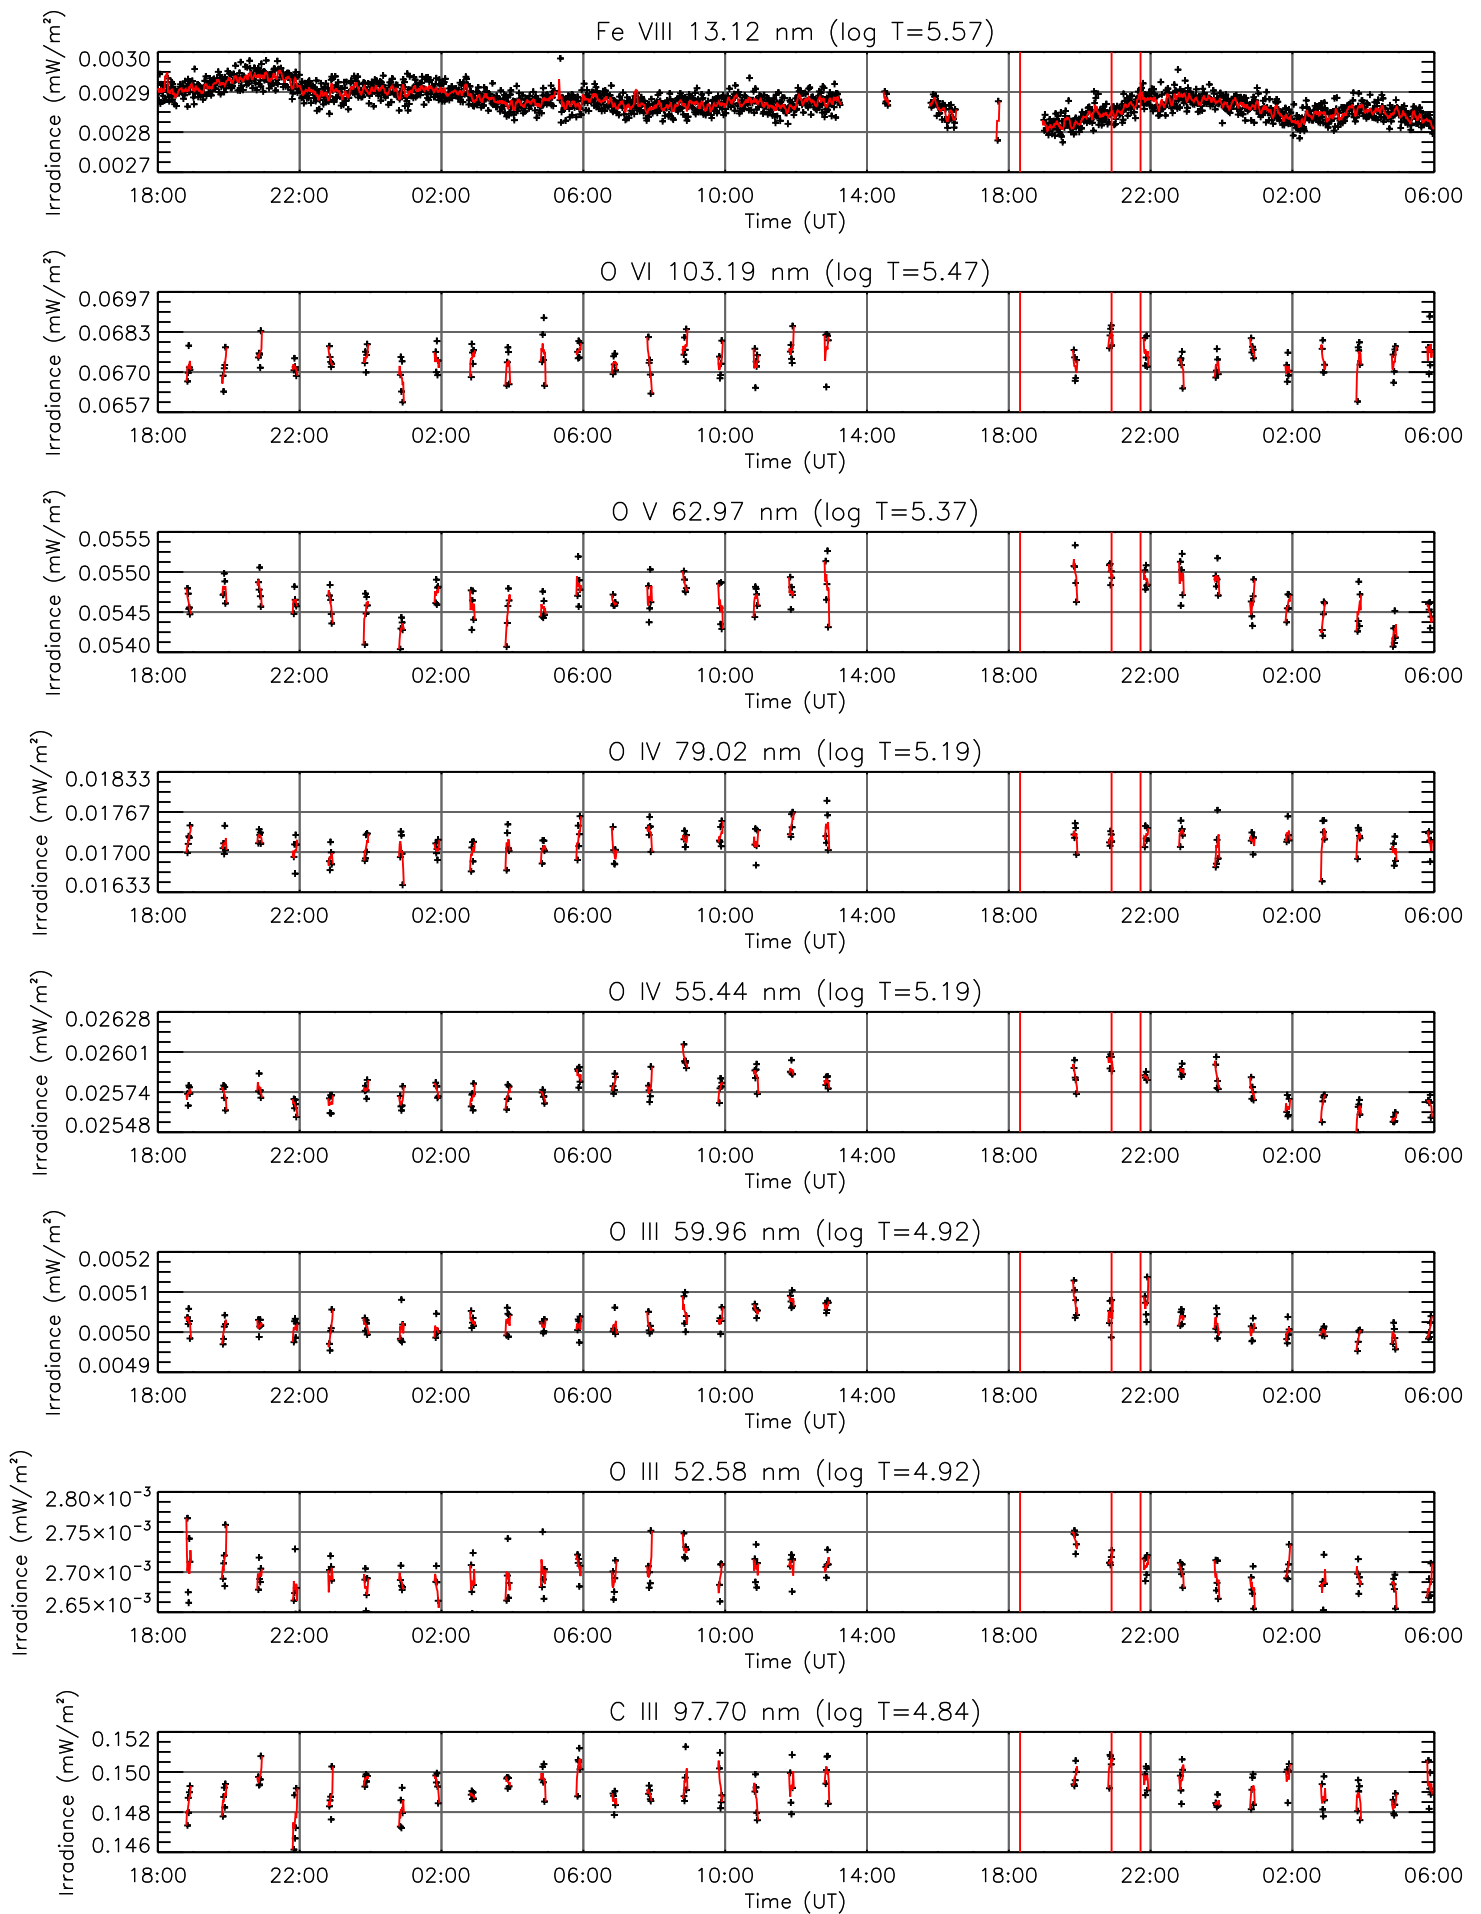 Fe VIII 13.12 nm (log T=5.57)
Irradiance (mW/m²)
0.0030
0.0029
0.0028
0.0027
18:00 22:00 02:00 06:00 10:00 14:00 18:00 22:00 02:00 06:00
Time (UT)
O VI 103.19 nm (log T=5.47)
Irradiance (mW/m²)
0.0697
0.0683
0.0670
0.0657
18:00 22:00 02:00 06:00 10:00 14:00 18:00 22:00 02:00 06:00
Time (UT)
O V 62.97 nm (log T=5.37)
Irradiance (mW/m²)
0.0555
0.0550
0.0545
0.0540
18:00 22:00 02:00 06:00 10:00 14:00 18:00 22:00 02:00 06:00
Time (UT)
O IV 79.02 nm (log T=5.19)
Irradiance (mW/m²)
0.01833
0.01767
0.01700
0.01633
18:00 22:00 02:00 06:00 10:00 14:00 18:00 22:00 02:00 06:00
Time (UT)
O IV 55.44 nm (log T=5.19)
Irradiance (mW/m²)
0.02628
0.02601
0.02574
0.02548
18:00 22:00 02:00 06:00 10:00 14:00 18:00 22:00 02:00 06:00
Time (UT)
O III 59.96 nm (log T=4.92)
Irradiance (mW/m²)
0.0052
0.0051
0.0050
0.0049
18:00 22:00 02:00 06:00 10:00 14:00 18:00 22:00 02:00 06:00
Time (UT)
O III 52.58 nm (log T=4.92)
Irradiance (mW/m²)
2.80×10⁻³
2.75×10⁻³
2.70×10⁻³
2.65×10⁻³
18:00 22:00 02:00 06:00 10:00 14:00 18:00 22:00 02:00 06:00
Time (UT)
C III 97.70 nm (log T=4.84)
Irradiance (mW/m²)
0.152
0.150
0.148
0.146
18:00 22:00 02:00 06:00 10:00 14:00 18:00 22:00 02:00 06:00
Time (UT)